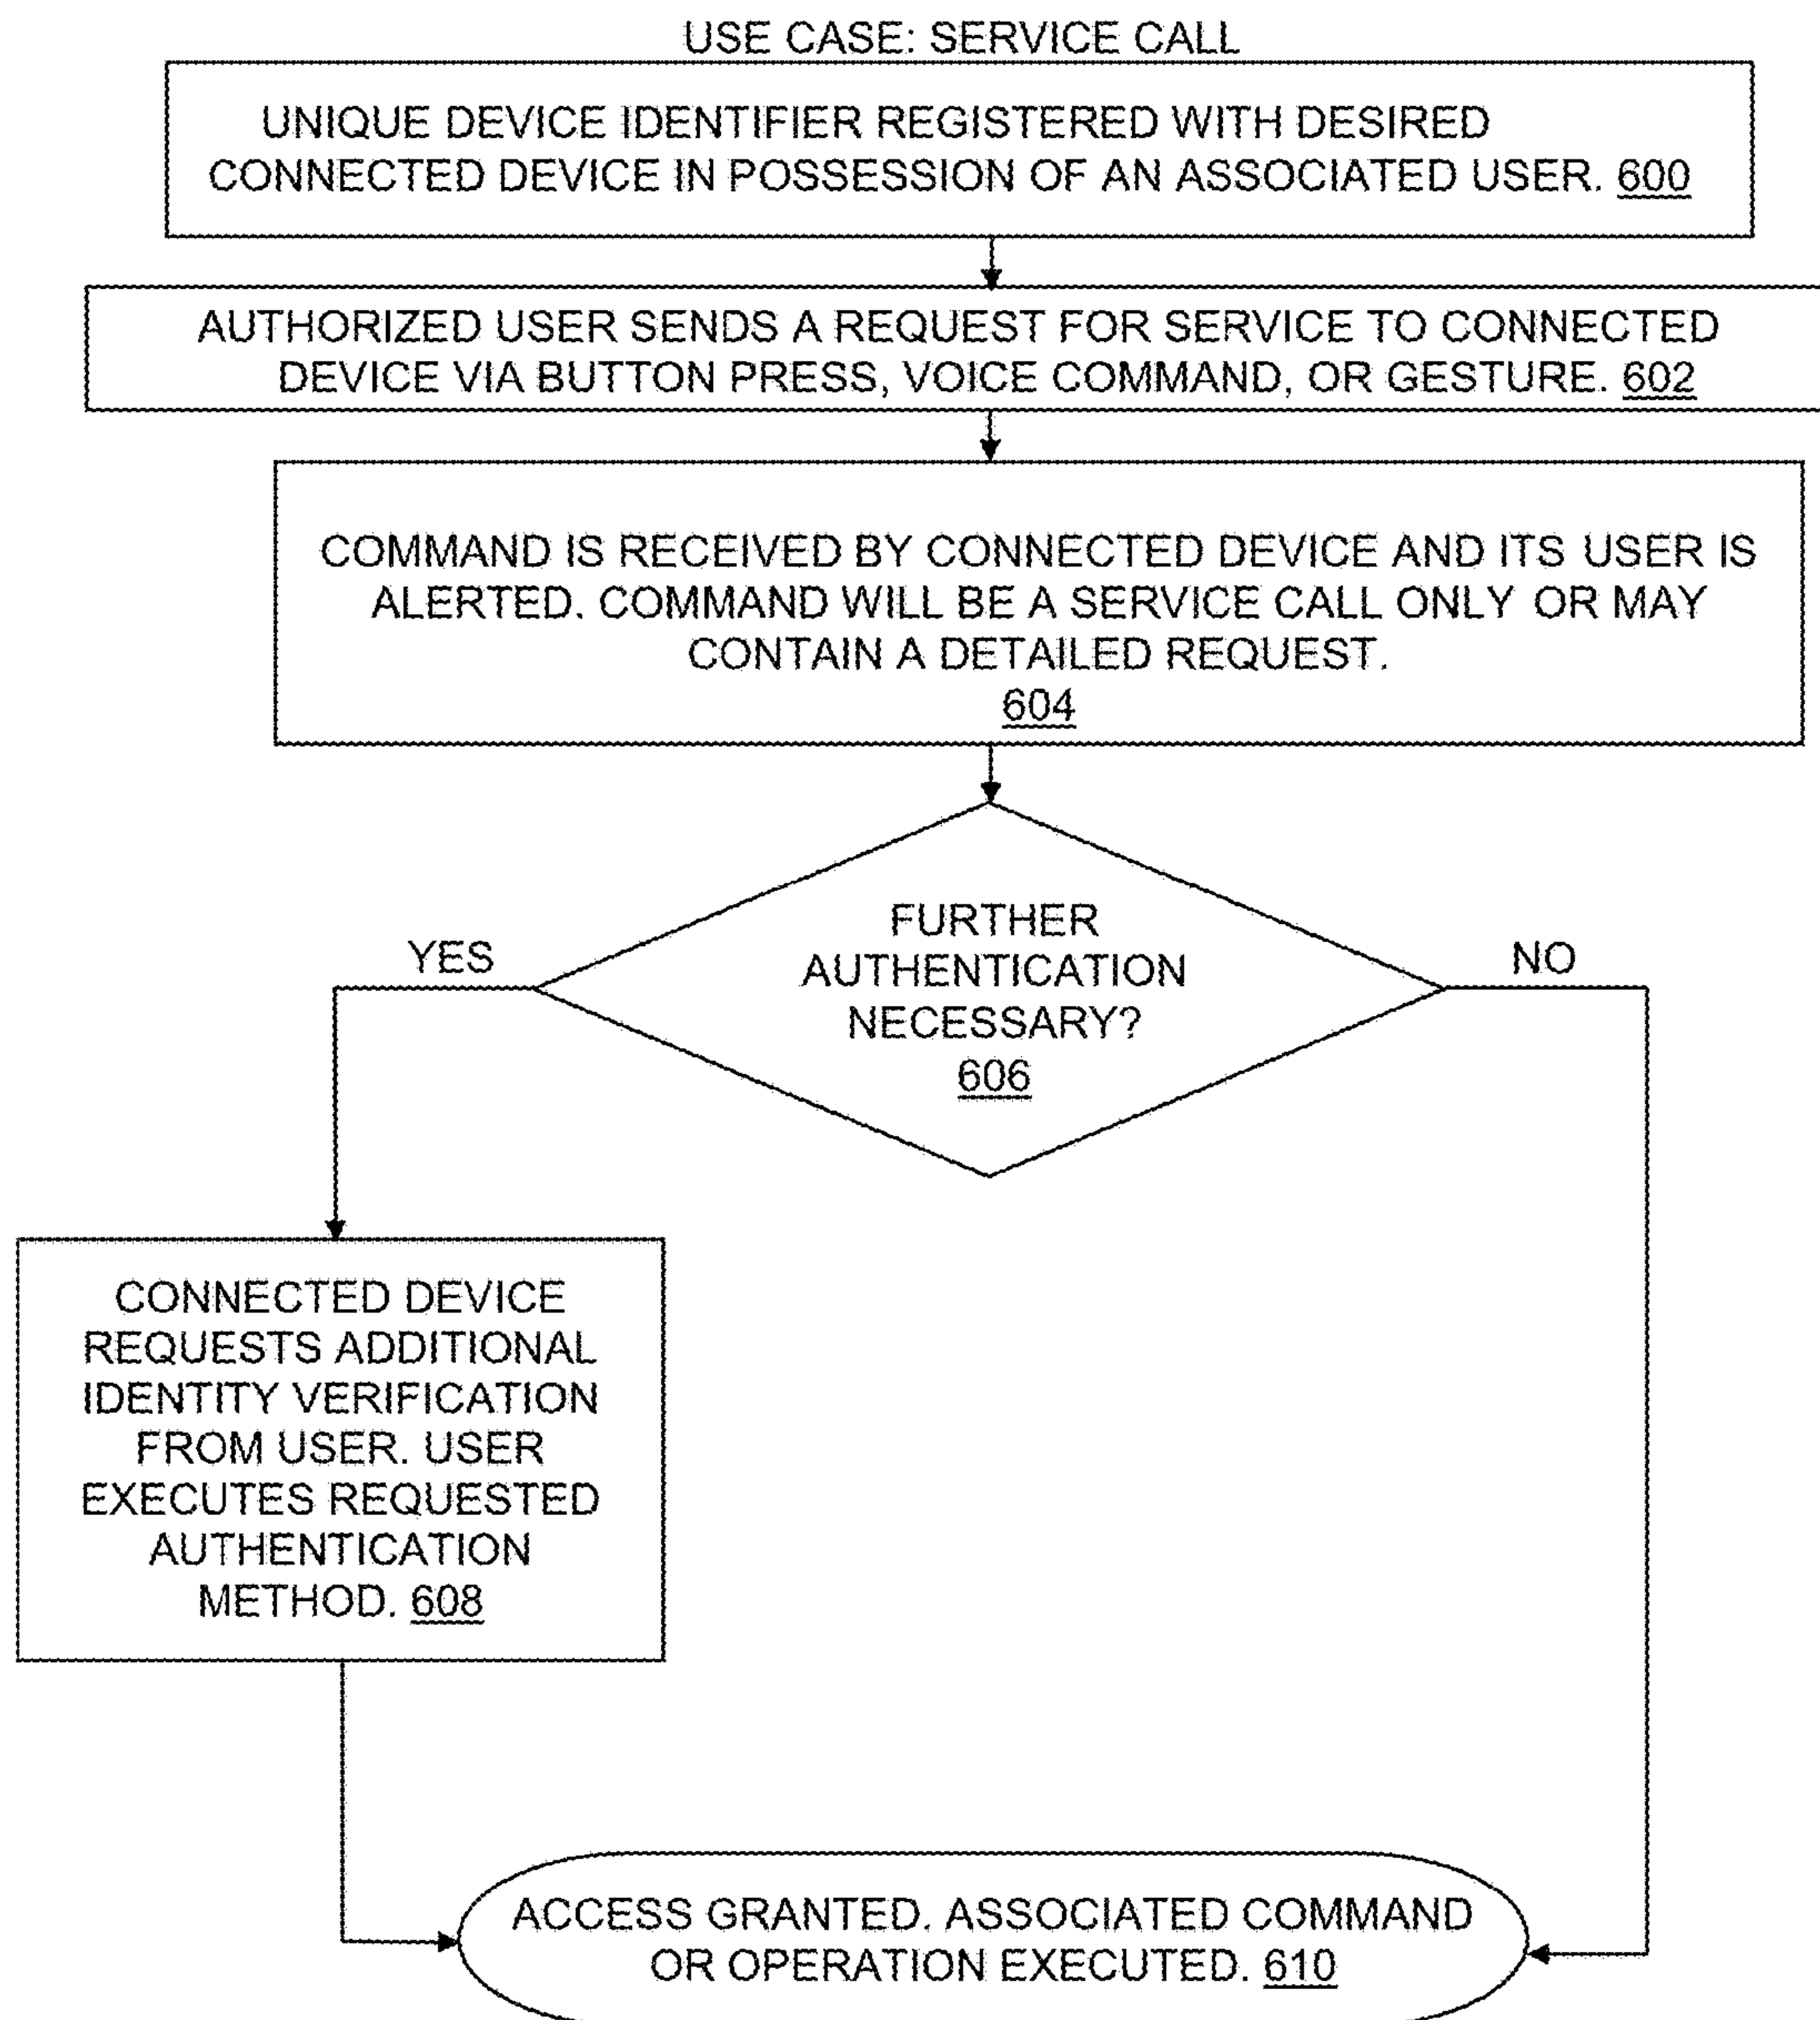 USE CASE: SERVICE CALL
UNIQUE DEVICE IDENTIFIER REGISTERED WITH DESIRED
CONNECTED DEVICE IN POSSESSION OF AN ASSOCIATED USER. 600
AUTHORIZED USER SENDS A REQUEST FOR SERVICE TO CONNECTED
DEVICE VIA BUTTON PRESS, VOICE COMMAND, OR GESTURE. 602
COMMAND IS RECEIVED BY CONNECTED DEVICE AND ITS USER IS
ALERTED. COMMAND WILL BE A SERVICE CALL ONLY OR MAY
CONTAIN A DETAILED REQUEST.
604
FURTHER
AUTHENTICATION
NECESSARY?
606
YES
NO
CONNECTED DEVICE
REQUESTS ADDITIONAL
IDENTITY VERIFICATION
FROM USER. USER
EXECUTES REQUESTED
AUTHENTICATION
METHOD. 608
ACCESS GRANTED. ASSOCIATED COMMAND
OR OPERATION EXECUTED. 610